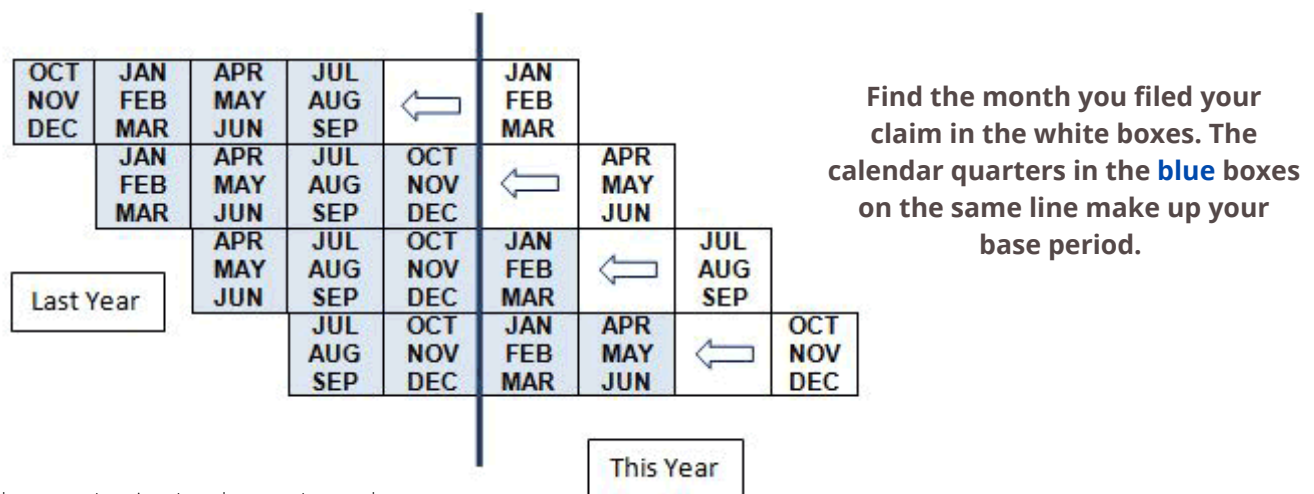 OCT JAN APR JUL JAN
NOV FEB MAY AUG FEB
DEC MAR JUN SEP MAR
JAN APR JUL OCT APR
FEB MAY AUG NOV MAY
MAR JUN SEP DEC JUN
APR JUL OCT JAN JUL
MAY AUG NOV FEB AUG
JUN SEP DEC MAR SEP
JUL OCT JAN APR OCT
AUG NOV FEB MAY NOV
SEP DEC MAR JUN DEC
Last Year
This Year
Find the month you filed your
claim in the white boxes. The
calendar quarters in the blue boxes
on the same line make up your
base period.